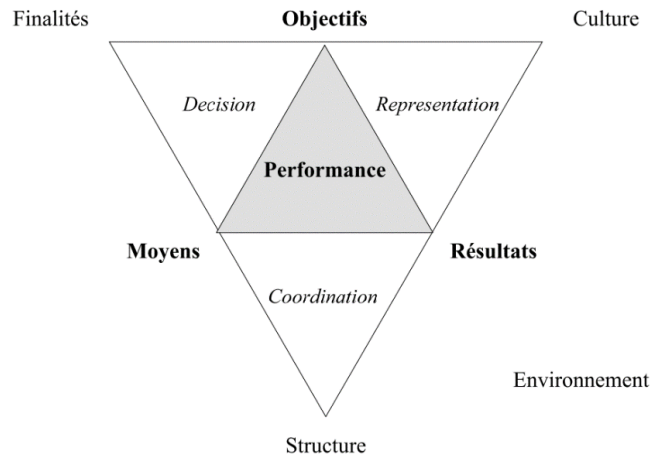 Finalités
Objectifs
Culture
Decision
Representation
Performance
Moyens
Résultats
Coordination
Environnement
Structure